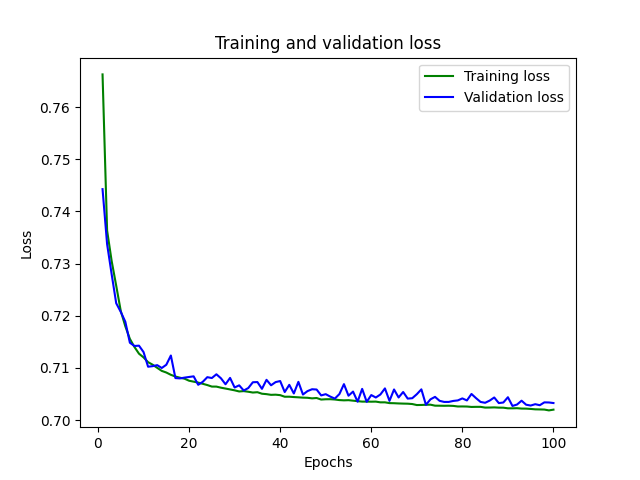 Training and validation loss
Training loss
Validation loss
0.76
0.75
0.74
0.73
0.72
0.71
0.70
Loss
0
20
40
60
80
100
Epochs